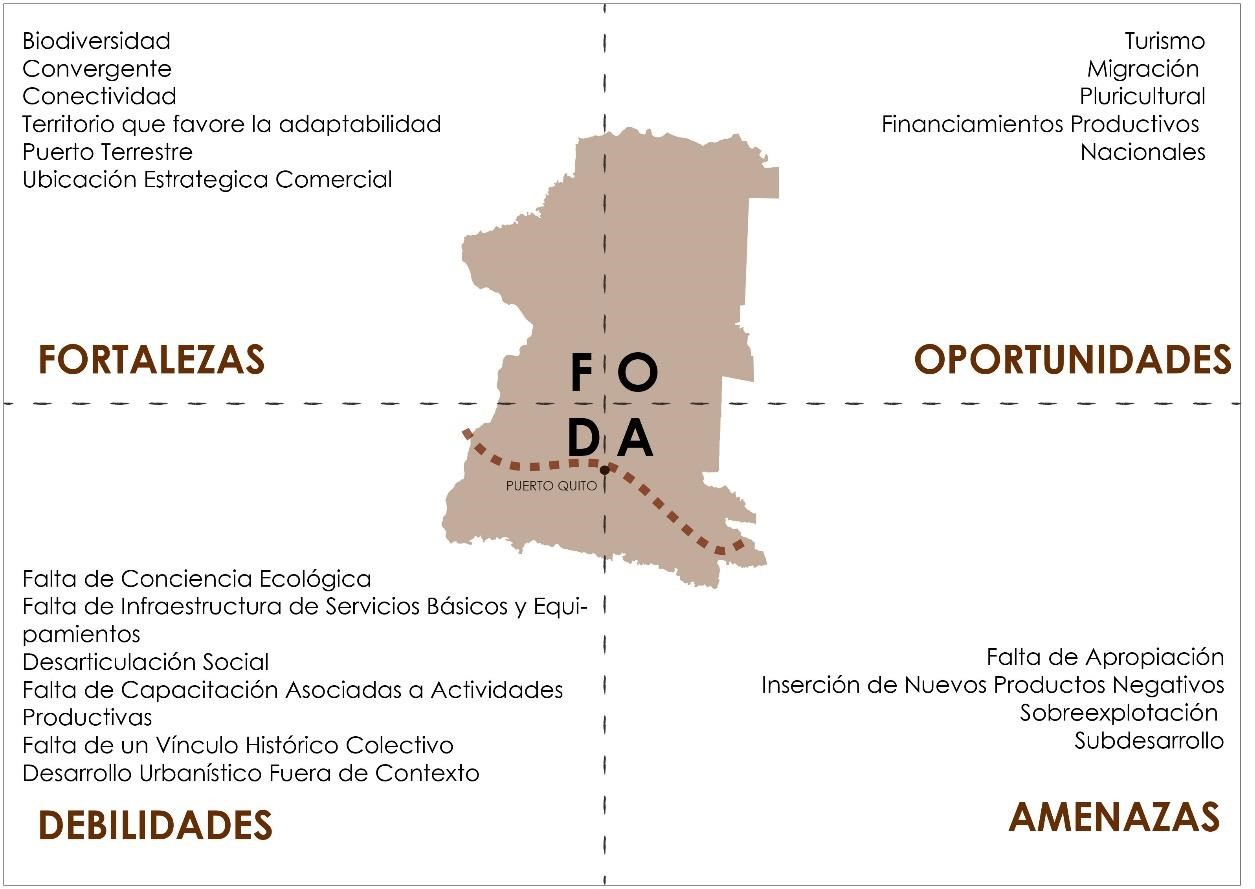 Biodiversidad
Convergente
Conectividad
Territorio que favore la adaptabilidad
Puerto Terrestre
Ubicación Estrategica Comercial
FORTALEZAS
Turismo
Migración
Pluricultural
Financiamientos Productivos
Nacionales
OPORTUNIDADES
F O
D A
PUERTO QUITO
Falta de Conciencia Ecológica
Falta de Infraestructura de Servicios Básicos y Equi-
pamientos
Desarticulación Social
Falta de Capacitación Asociadas a Actividades
Productivas
Falta de un Vínculo Histórico Colectivo
Desarrollo Urbanístico Fuera de Contexto
DEBILIDADES
Falta de Apropiación
Inserción de Nuevos Productos Negativos
Sobreexplotación
Subdesarrollo
AMENAZAS